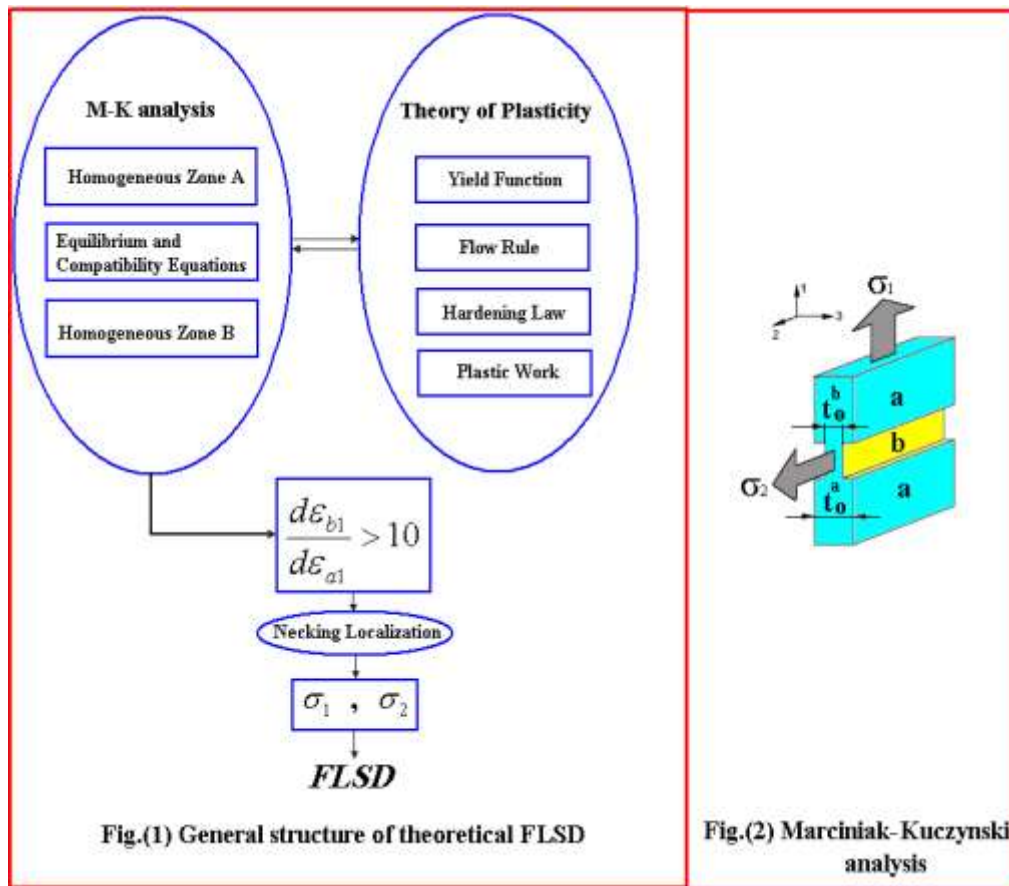 M-K analysis
Homogeneous Zone A
Equilibrium and
Compatibility Equations
Homogeneous Zone B
Theory of Plasticity
Yield Function
Flow Rule
Hardening Law
Plastic Work
dε_b1
dε_a1
> 10
Necking Localization
σ₁ , σ₂
FLSD
Fig.(1) General structure of theoretical FLSD
σ₁
1
2
3
t_o^b
a
b
σ₂
t_o^a
a
Fig.(2) Marciniak-Kuczynski
analysis